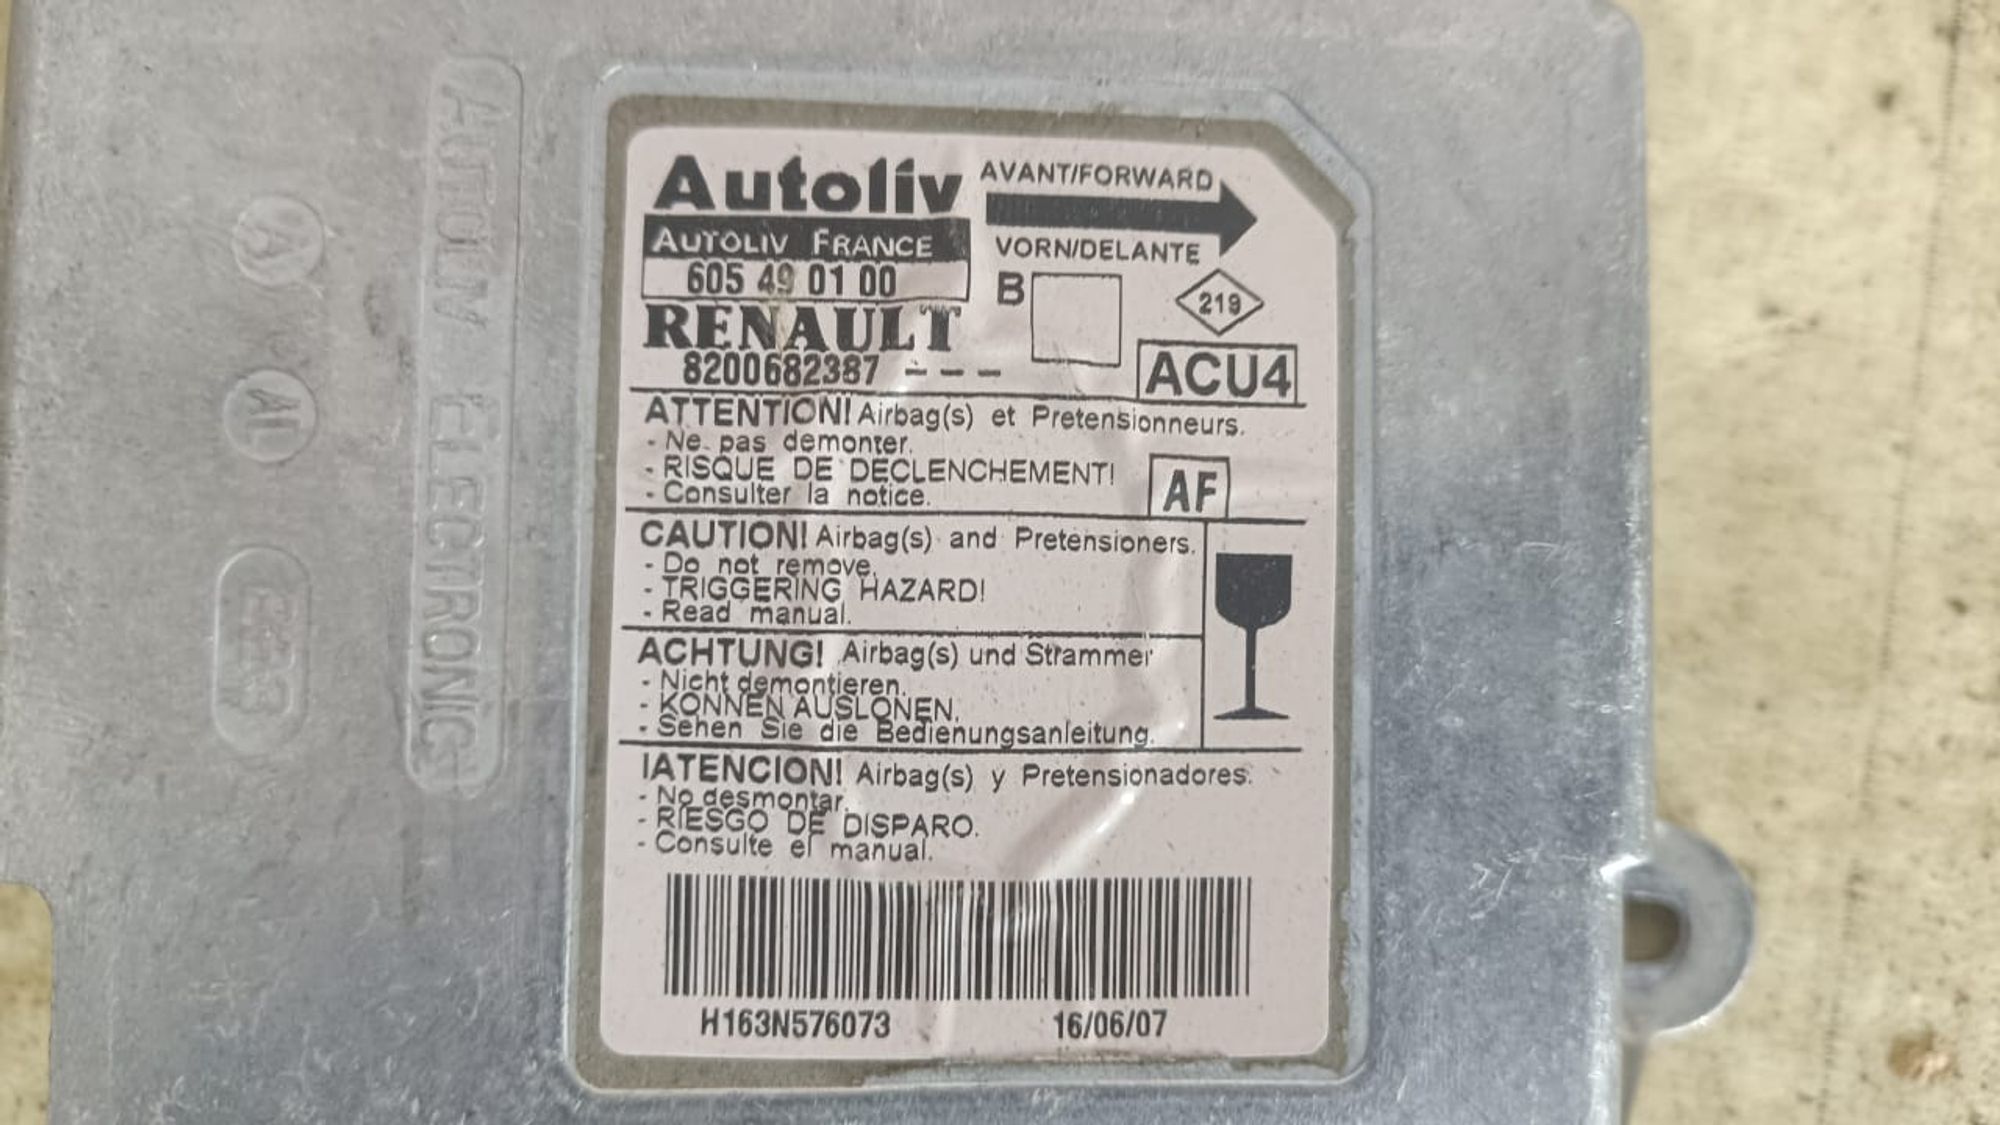 Autoliv
AVANT/FORWARD
AUTOLIV FRANCE
VORN/DELANTE
605 49 01 00
B
219
RENAULT
8200682387 ---
ACU4
ATTENTION! Airbag(s) et Pretensionneurs.
- Ne pas demonter.
- RISQUE DE DECLENCHEMENT!
- Consulter la notice.
AF
CAUTION! Airbag(s) and Pretensioners.
- Do not remove.
- TRIGGERING HAZARD!
- Read manual.
ACHTUNG! Airbag(s) und Strammer
- Nicht demontieren.
- KONNEN AUSLONEN.
- Sehen Sie die Bedienungsanleitung.
IATENCION! Airbag(s) y Pretensionadores.
- No desmontar.
- RIESGO DE DISPARO.
- Consulte el manual.
H163N576073 16/06/07
AUTOLIV ELECTRONIC
A
AL